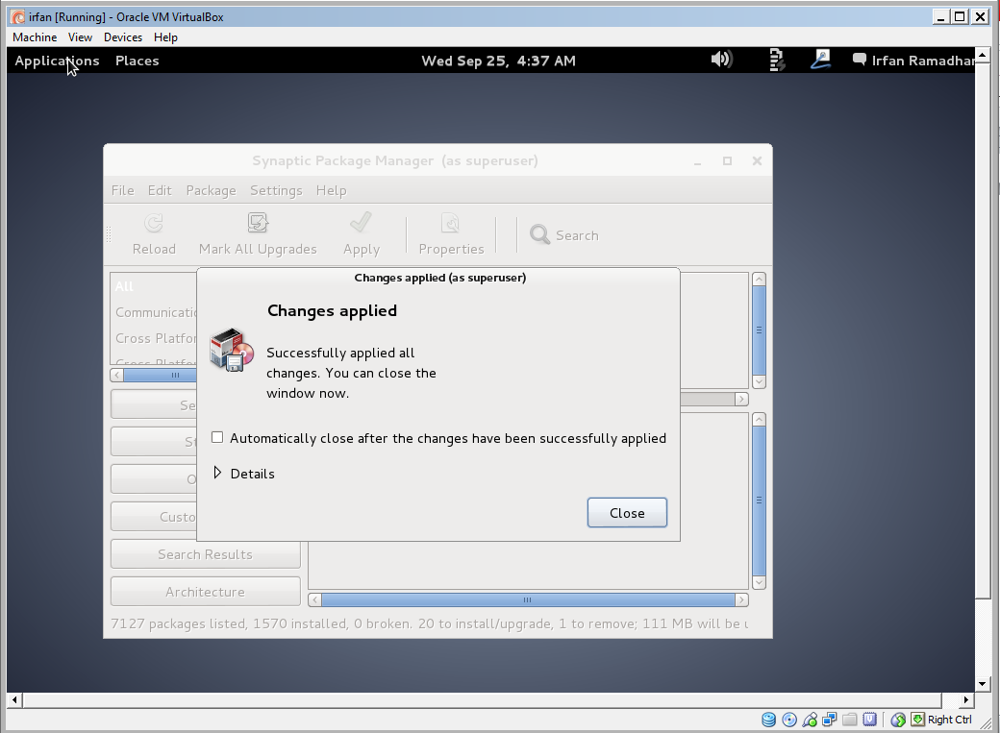 irfan [Running] - Oracle VM VirtualBox
Machine View Devices Help
Applications Places Wed Sep 25, 4:37 AM Irfan Ramadhan
Synaptic Package Manager (as superuser)
File Edit Package Settings Help
Reload Mark All Upgrades Apply Properties Search
Changes applied (as superuser)
All
Changes applied
Communicatio
Cross Platfor
Successfully applied all
Cross Platfor
changes. You can close the
window now.
Se
St
Automatically close after the changes have been successfully applied
O
Details
Custo
Close
Search Results
Architecture
7127 packages listed, 1570 installed, 0 broken. 20 to install/upgrade, 1 to remove; 111 MB will be u
Right Ctrl